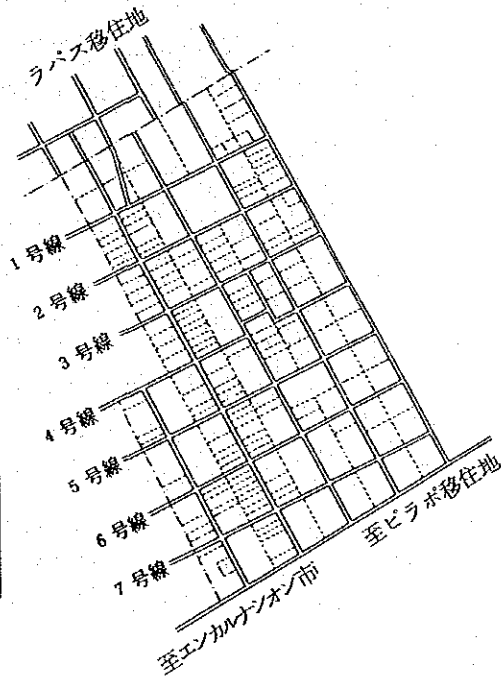 ラパス移住地
1号線
2号線
3号線
4号線
5号線
6号線
7号線
至ピラポ移住地
至エンカルナシオン市